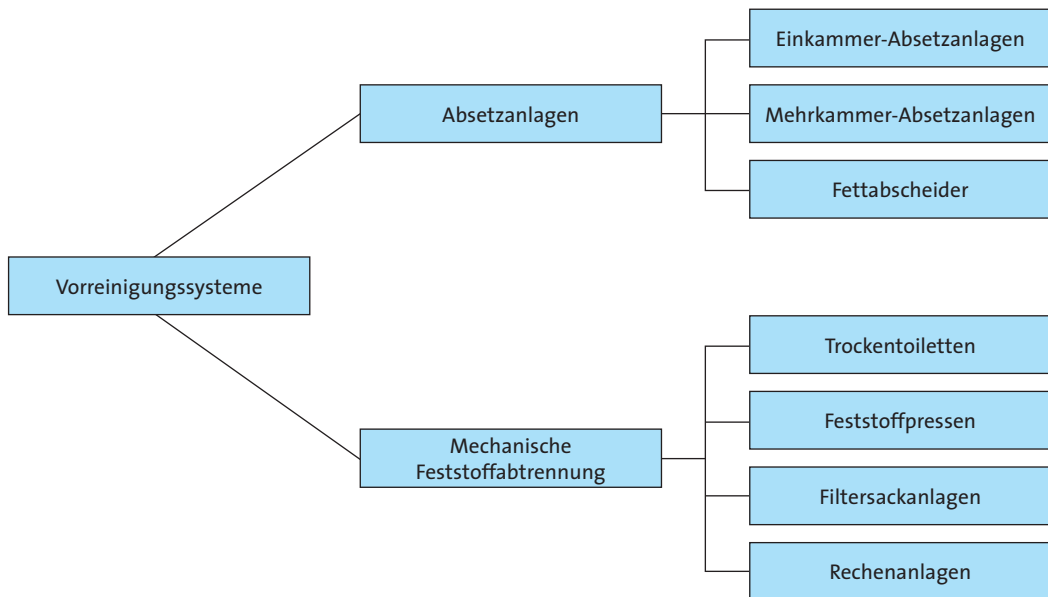 Einkammer-Absetzanlagen
Absetzanlagen
Mehrkammer-Absetzanlagen
Fettabscheider
Vorreinigungssysteme
Trockentoiletten
Feststoffpressen
Mechanische
Feststoffabtrennung
Filtersackanlagen
Rechenanlagen